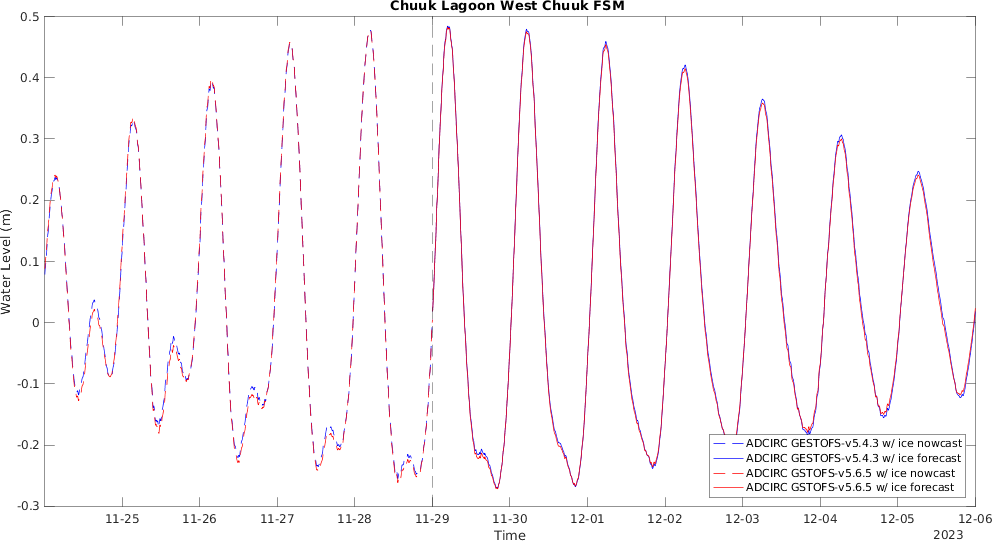 Chuuk Lagoon West Chuuk FSM
0.5
0.4
0.3
0.2
0.1
0
-0.1
-0.2
-0.3
Water Level (m)
11-25 11-26 11-27 11-28 11-29 11-30 12-01 12-02 12-03 12-04 12-05 12-06
Time
2023
ADCIRC GESTOFS-v5.4.3 w/ ice nowcast
ADCIRC GESTOFS-v5.4.3 w/ ice forecast
ADCIRC GSTOFS-v5.6.5 w/ ice nowcast
ADCIRC GSTOFS-v5.6.5 w/ ice forecast